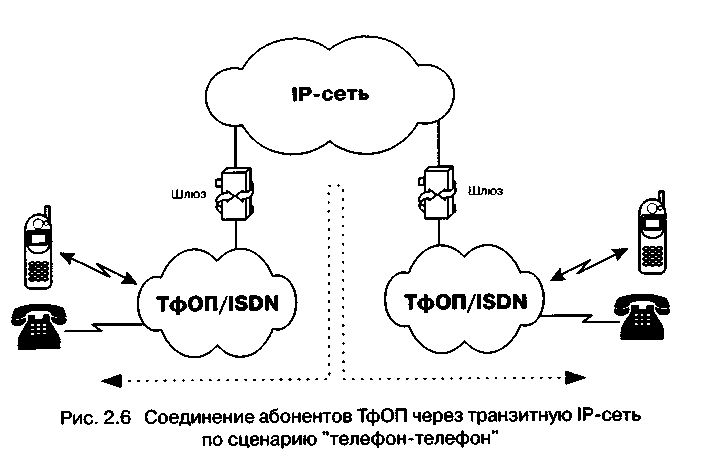 IP-сеть
Шлюз
Шлюз
ТфОП/ISDN
ТфОП/ISDN
Рис. 2.6 Соединение абонентов ТфОП через транзитную IP-сеть
по сценарию "телефон-телефон"